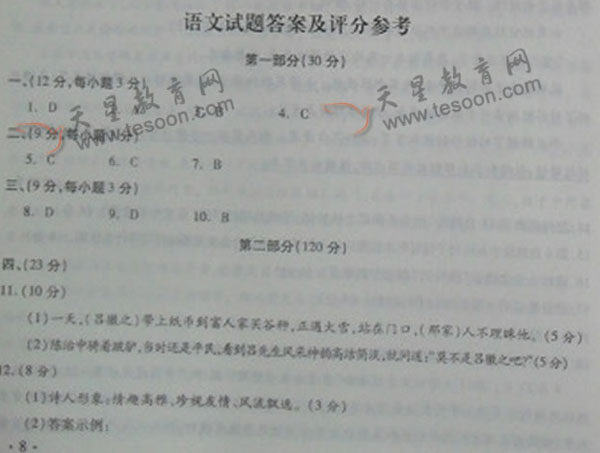 语文试题答案及评分参考
第一部分(30分)
一、(12分,每小题3分)
1. D
3. B
4. C
天星教育网
www.tesoon.com
天星教育网
www.tesoon.com
二、(9分,每小题3分)
5. C 6. C 7. B
三、(9分,每小题3分)
8. D 9. D 10. B
第二部分(120分)
四、(23分)
11.(10分)
(1)一天,(吕徽之)带上纸币到富人家买谷种,正遇大雪,站在门口,(那家)人不理睬他。(5分)
(2)陈治中骑着跛驴,当时还是平民,看到吕先生风采神韵高洁简淡,就问道:“莫不是吕徽之吧?”(5分)
12.(8分)
(1)诗人形象:情趣高雅、珍视友情、风流飘逸。(3分)
(2)答案示例:
· 8 ·